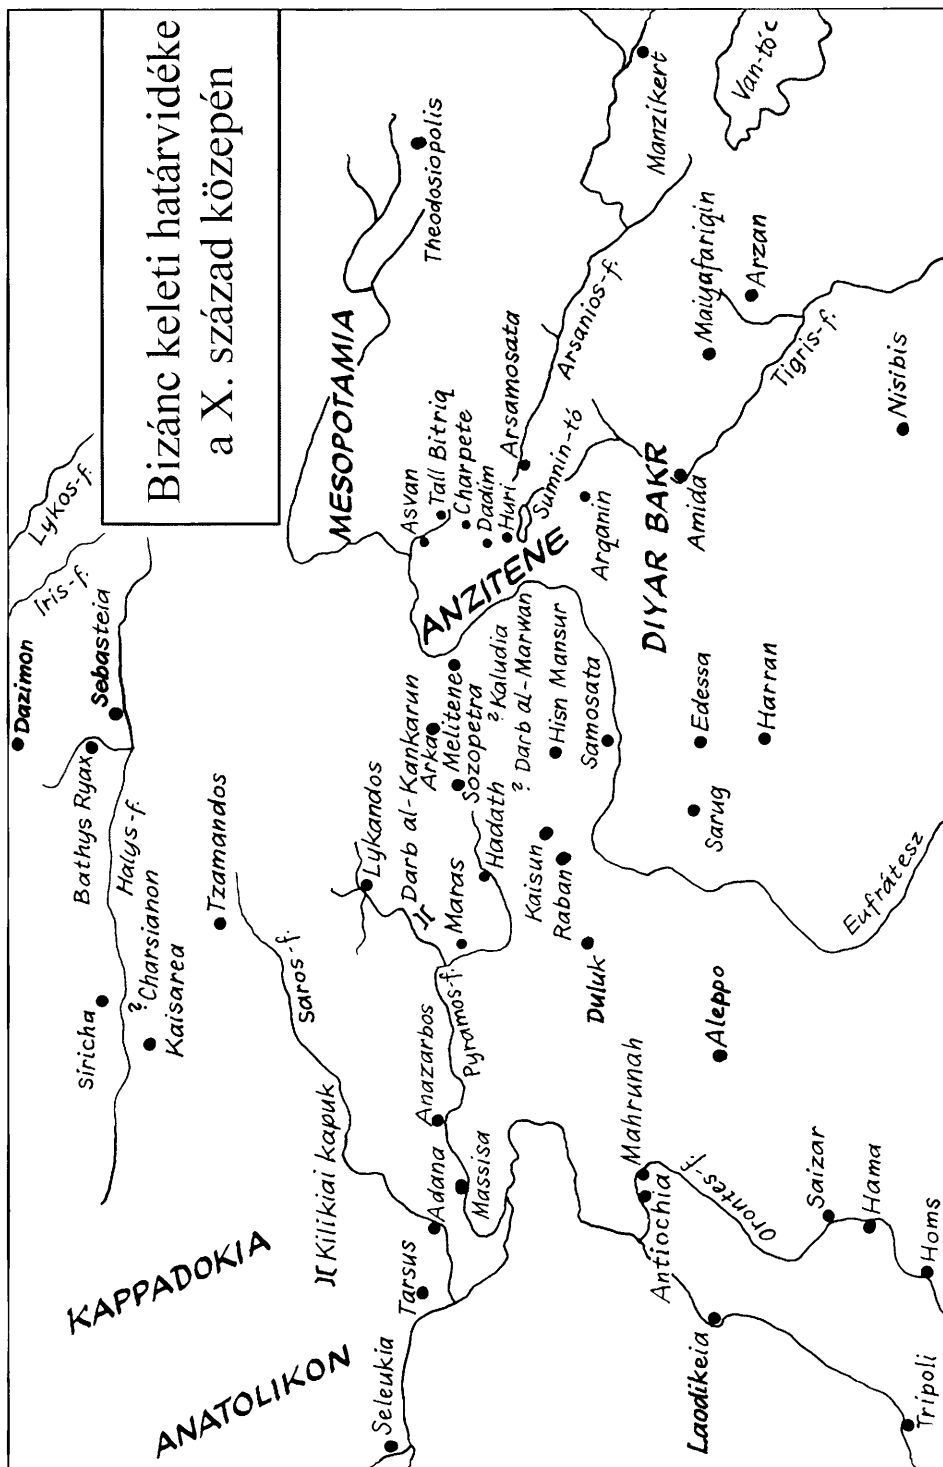 Bizánc keleti határvidéke
a X. század közepén
Dazimon
Iris-f.
Lykos-f.
Siricha
Bathys Ryax
Sebasteia
Halys-f.
? Charsianon
Kaisarea
Tzamandos
KAPPADOKIA
ANATOLIKON
)( Kilikiai kapuk
Saros-f.
Lykandos
Darb al-Kankarun
)(
MESOPOTAMIA
Theodosiopolis
Seleukia
Tarsus
Adana
Anazarbos
Massisa
Pyramos-f.
Maras
Arka
Melitene
Sozopetra
Hadath
? Kaludia
? Darb al-Marwan
ANZITENE
Asvan
Tall Bitriq
Charpete
Dadim
Huri
Arsamosata
Sumnin-tó
Arsanios-f.
Manzikert
Van-tóc
Kaisun
Raban
Hisn Mansur
Samosata
Duluk
Arqanin
DIYAR BAKR
Amida
Maiyafariqin
Arzan
Tigris-f.
Nisibis
Edessa
Harran
Sarug
Eufrátesz
Aleppo
Mahrunah
Antiochia
Orontes-f.
Laodikeia
Saizar
Hama
Homs
Tripoli